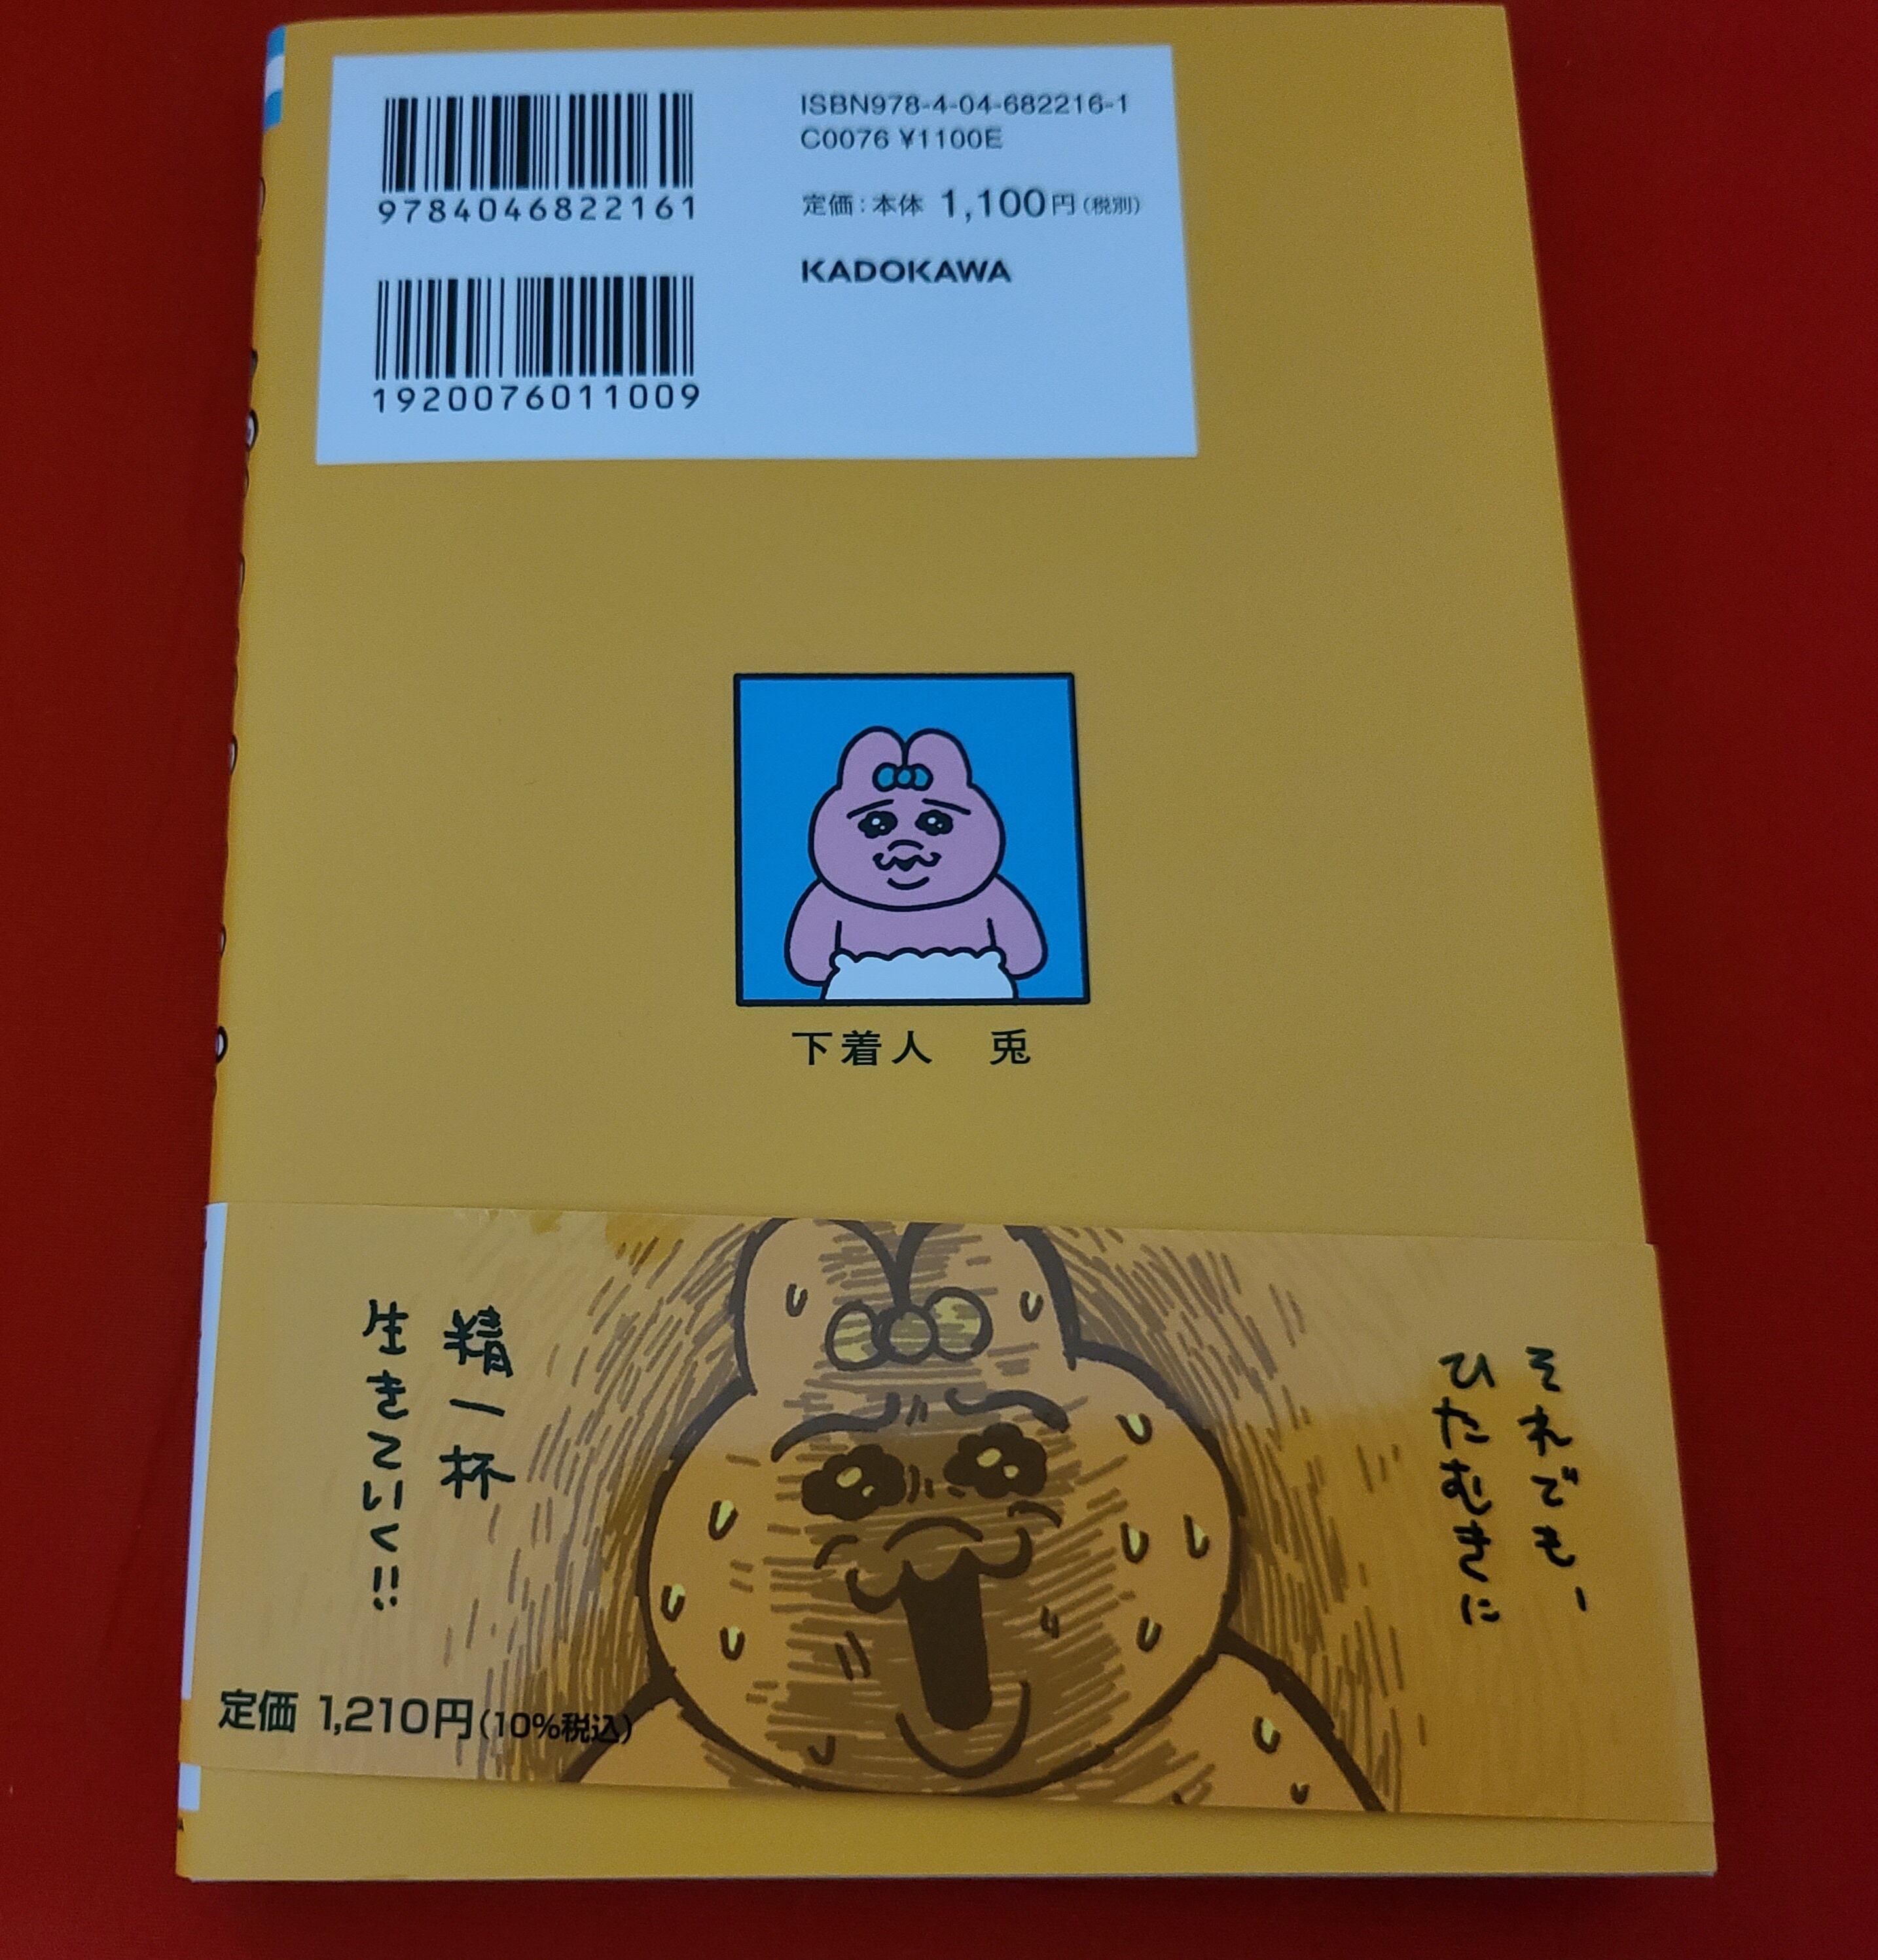 9784046822161
1920076011009
ISBN978-4-04-682216-1
C0076 ¥1100E
定価:本体 1,100円(税別)
KADOKAWA
下着人　兎
それでも、
ひたむきに
精一杯
生きていく!!
定価 1,210円(10%税込)